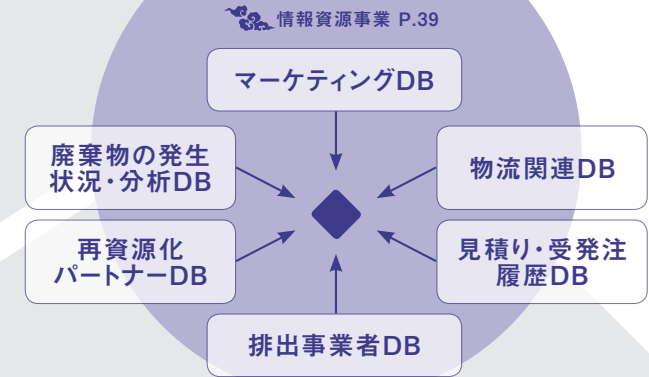 情報資源事業 P.39
マーケティングDB
廃棄物の発生
状況・分析DB
物流関連DB
再資源化
パートナーDB
見積り・受発注
履歴DB
排出事業者DB